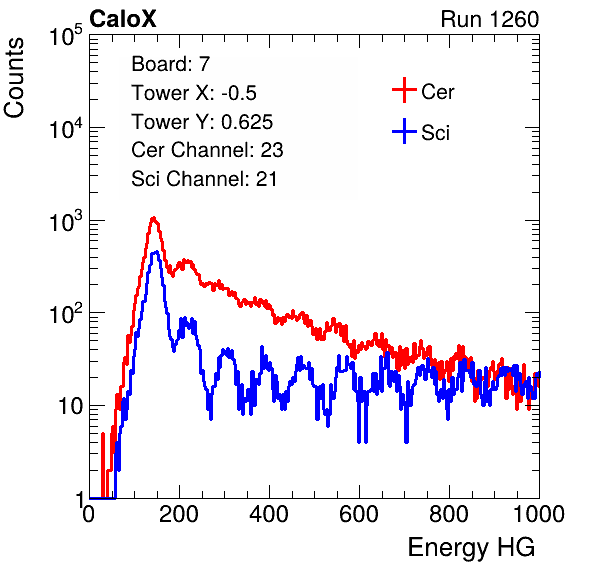 CaloX Run 1260
Counts
10^5
10^4
10^3
10^2
10
1
Board: 7
Tower X: -0.5
Tower Y: 0.625
Cer Channel: 23
Sci Channel: 21
Cer
Sci
0 200 400 600 800 1000
Energy HG